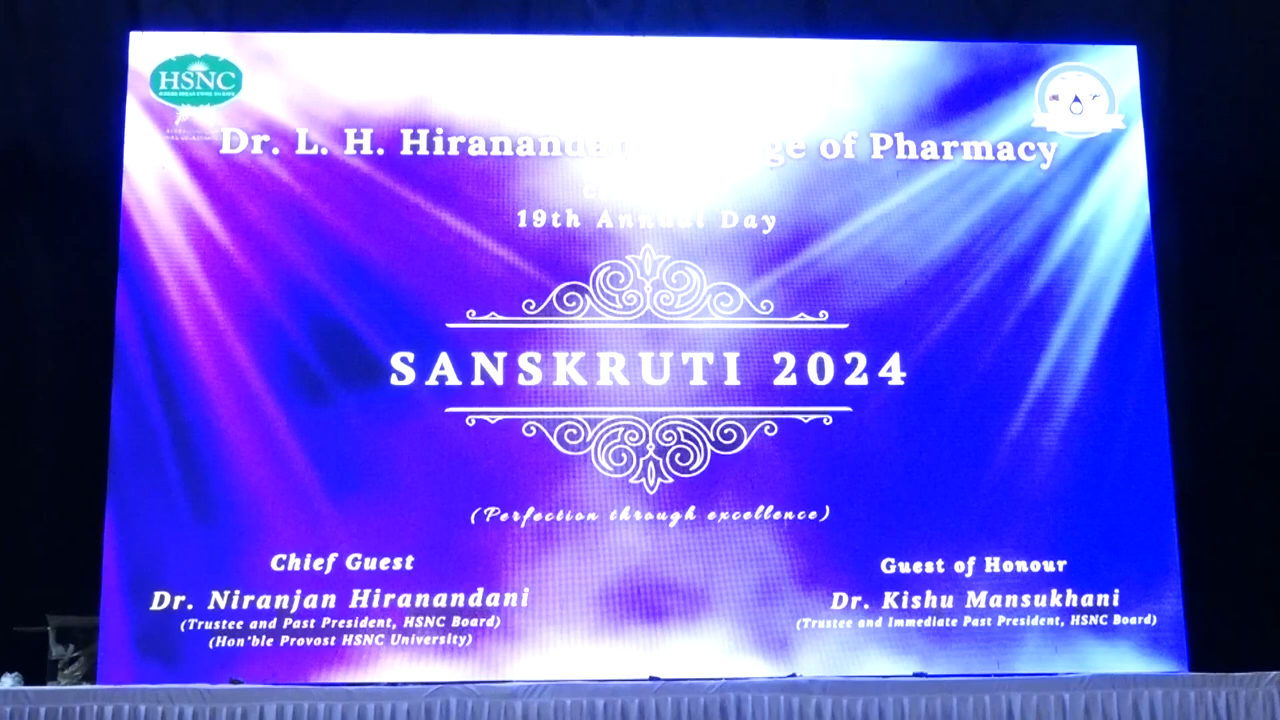 HSNC
Dr. L. H. Hiranandani College of Pharmacy
19th Annual Day
SANSKRUTI 2024
(Perfection through excellence)
Chief Guest
Dr. Niranjan Hiranandani
(Trustee and Past President, HSNC Board)
(Hon'ble Provost HSNC University)
Guest of Honour
Dr. Kishu Mansukhani
(Trustee and Immediate Past President, HSNC Board)